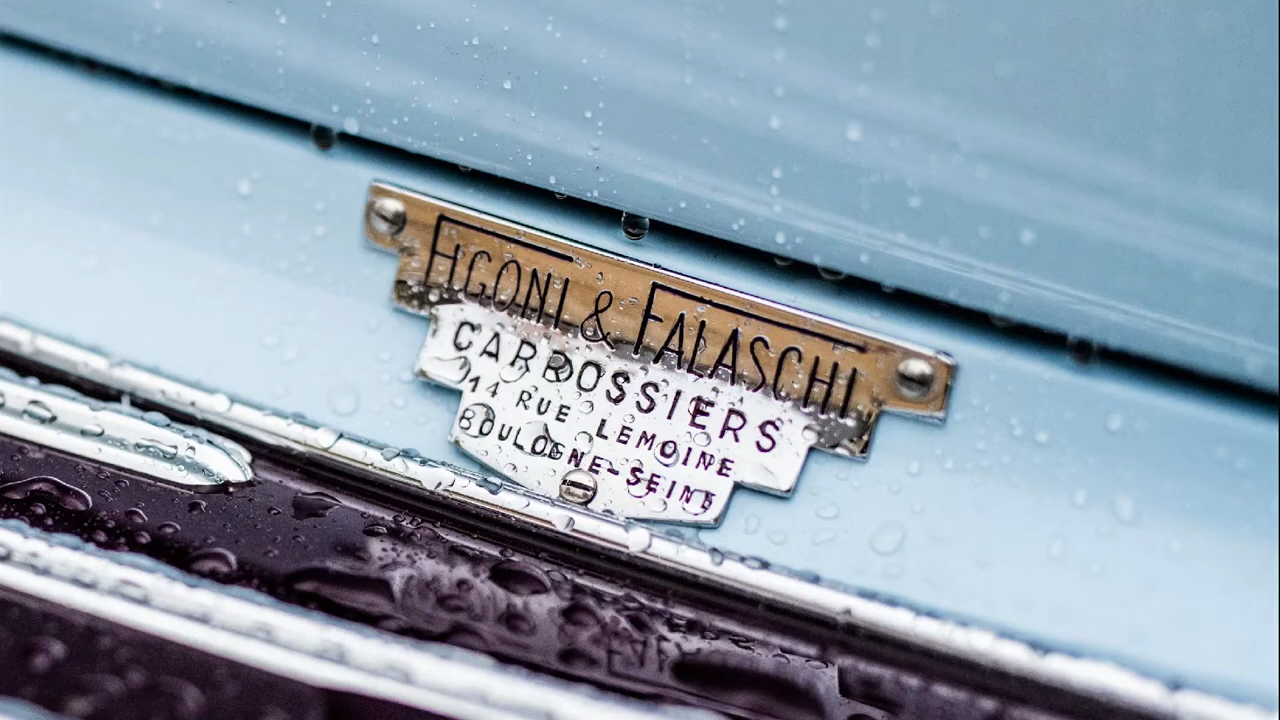 FIGONI & FALASCHI
CARROSSIERS
14 RUE LEMOINE
BOULOGNE-SEINE